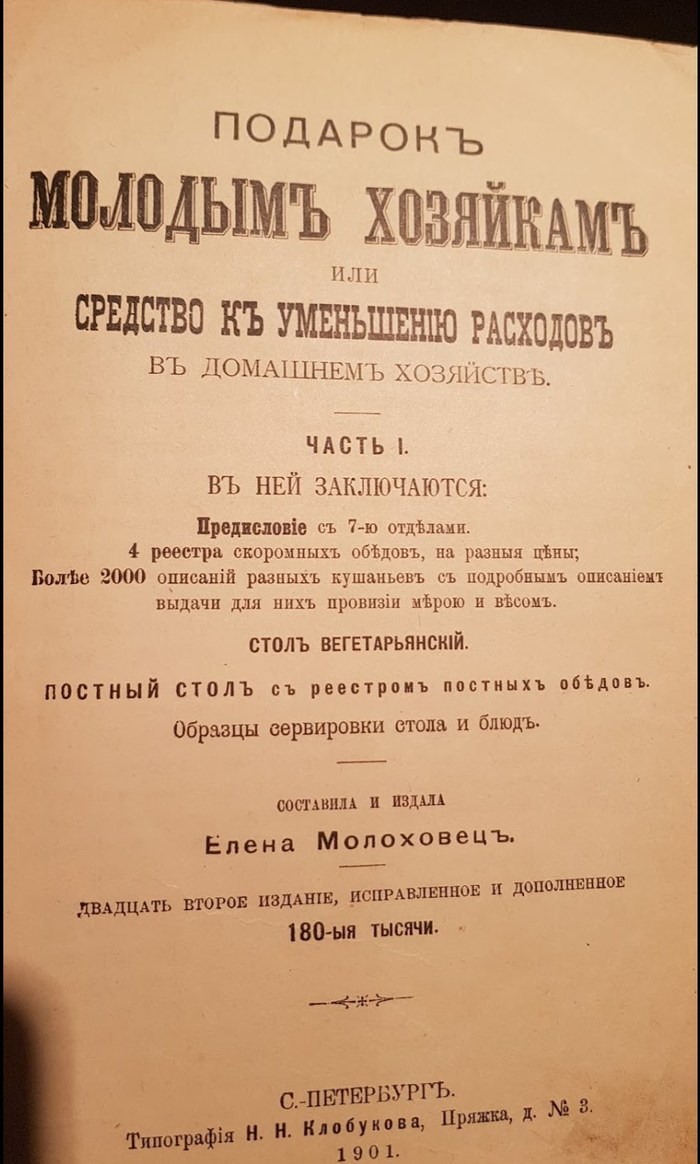 ПОДАРОКЪ
МОЛОДЫМЪ ХОЗЯЙКАМЪ
ИЛИ
СРЕДСТВО КЪ УМЕНЬШЕНІЮ РАСХОДОВЪ
ВЪ ДОМАШНЕМЪ ХОЗЯЙСТВѢ.
ЧАСТЬ I.
ВЪ НЕЙ ЗАКЛЮЧАЮТСЯ:
Предисловіе съ 7-ю отдѣлами.
4 реестра скоромныхъ обѣдовъ, на разныя цѣны;
Болѣе 2000 описаній разныхъ кушаньевъ съ подробнымъ описаніемъ
выдачи для нихъ провизіи мѣрою и вѣсомъ.
СТОЛЪ ВЕГЕТАРЬЯНСКІЙ.
ПОСТНЫЙ СТОЛЪ съ реестромъ постныхъ обѣдовъ.
Образцы сервировки стола и блюдъ.
СОСТАВИЛА И ИЗДАЛА
Елена Молоховецъ.
ДВАДЦАТЬ ВТОРОЕ ИЗДАНІЕ, ИСПРАВЛЕННОЕ И ДОПОЛНЕННОЕ
180-ыя ТЫСЯЧИ.
С.-ПЕТЕРБУРГЪ.
Типографія Н. Н. Клобукова, Пряжка, д. № 3.
1901.